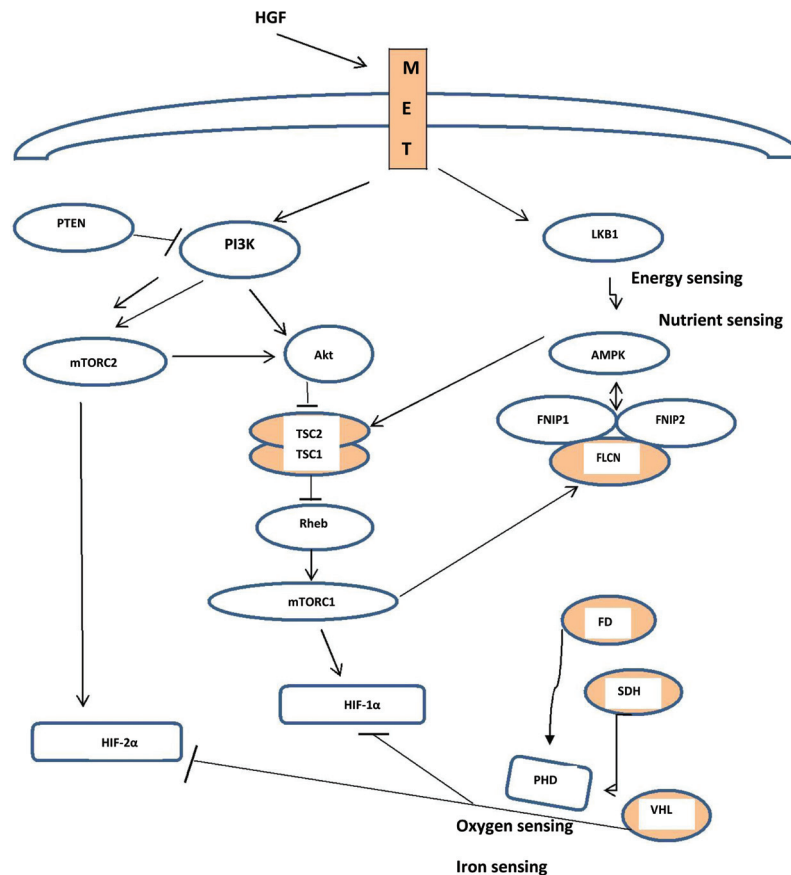 HGF
M
E
T
PTEN
PI3K
LKB1
Energy sensing
Nutrient sensing
mTORC2
Akt
AMPK
FNIP1
FNIP2
TSC2
TSC1
FLCN
Rheb
mTORC1
FD
SDH
HIF-1α
HIF-2α
PHD
VHL
Oxygen sensing
Iron sensing